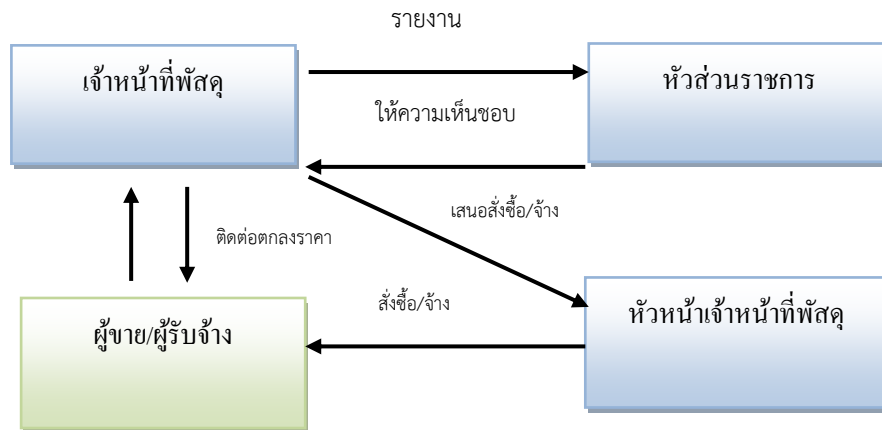 รายงาน
เจ้าหน้าที่พัสดุ
หัวส่วนราชการ
ให้ความเห็นชอบ
เสนอสั่งซื้อ/จ้าง
ติดต่อตกลงราคา
สั่งซื้อ/จ้าง
ผู้ขาย/ผู้รับจ้าง
หัวหน้าเจ้าหน้าที่พัสดุ